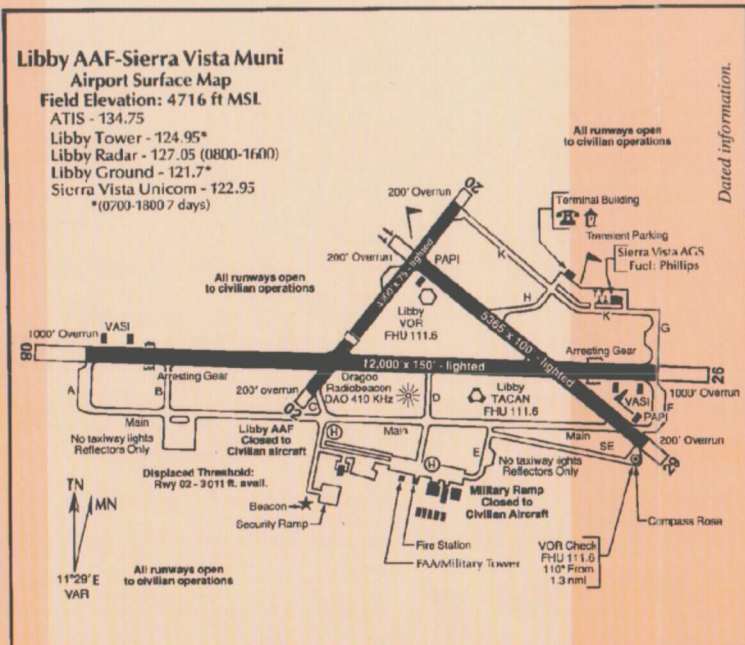 Libby AAF-Sierra Vista Muni
Airport Surface Map
Field Elevation: 4716 ft MSL
ATIS - 134.75
Libby Tower - 124.95*
Libby Radar - 127.05 (0800-1600)
Libby Ground - 121.7*
Sierra Vista Unicom - 122.95
*(0700-1800 7 days)
Dated information.
All runways open
to civilian operations
200' Overrun
20
Terminal Building
Transient Parking
Sierra Vista AGS
Fuel: Phillips
17
200' Overrun
PAPI
K
All runways open
to civilian operations
x 75 - lighted
Libby
VOR
FHU 111.6
H
K
G
5365 x 100' - lighted
1000' Overrun
VASI
08
12,000 x 150' - lighted
Arresting Gear
26
1000' Overrun
A
B
Arresting Gear
200' overrun
02
Dragoo
Radiobeacon
DAO 410 KHz
D
Libby
TACAN
FHU 111.6
VASI
PAPI
F
Main
C
Libby AAF
Closed to
Civilian aircraft
H
Main
Main
200' Overrun
29
No taxiway lights
Reflectors Only
Displaced Threshold:
Rwy 02 - 3011 ft. avail.
H
E
SE
No taxiway lights
Reflectors Only
TN
MN
11°29' E
VAR
Beacon
Security Ramp
Military Ramp
Closed to
Civilian Aircraft
Compass Rose
Fire Station
FAA/Military Tower
VOR Check
FHU 111.6
110° From
1.3 nmi
All runways open
to civilian operations